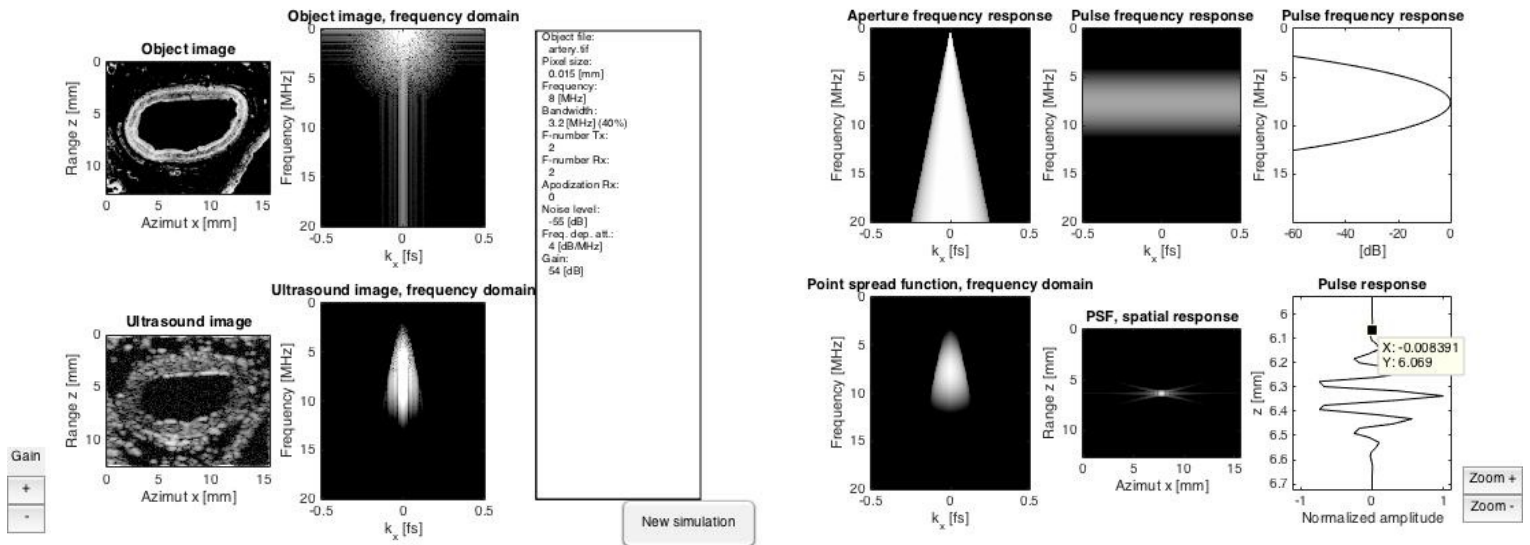 Object image, frequency domain
Object image
0
5
10
Range z [mm]
0
5
10
15
Azimut x [mm]
0
5
10
15
20
Frequency [MHz]
-0.5
0
0.5
k_x [fs]
Object file:
artery.tif
Pixel size:
0.015 [mm]
Frequency:
8 [MHz]
Bandwidth:
3.2 [MHz] (40%)
F-number Tx:
2
F-number Rx:
2
Apodization Rx:
0
Noise level:
-55 [dB]
Freq. dep. att.:
4 [dB/MHz]
Gain:
54 [dB]
Aperture frequency response
0
5
10
15
20
Frequency [MHz]
-0.5
0
0.5
k_x [fs]
Pulse frequency response
0
5
10
15
20
Frequency [MHz]
-0.5
0
0.5
k_x [fs]
Pulse frequency response
0
5
10
15
Frequency [MHz]
-60
-40
-20
0
[dB]
Ultrasound image, frequency domain
Ultrasound image
0
5
10
Range z [mm]
0
5
10
15
Azimut x [mm]
0
5
10
15
20
Frequency [MHz]
-0.5
0
0.5
k_x [fs]
Point spread function, frequency domain
0
5
10
15
20
Frequency [MHz]
-0.5
0
0.5
k_x [fs]
PSF, spatial response
0
5
10
Range z [mm]
0
5
10
15
Azimut x [mm]
Pulse response
6
6.1
6.2
6.3
6.4
6.5
6.6
6.7
z [mm]
X: -0.008391
Y: 6.069
-1
0
1
Normalized amplitude
Gain
+
-
New simulation
Zoom +
Zoom -